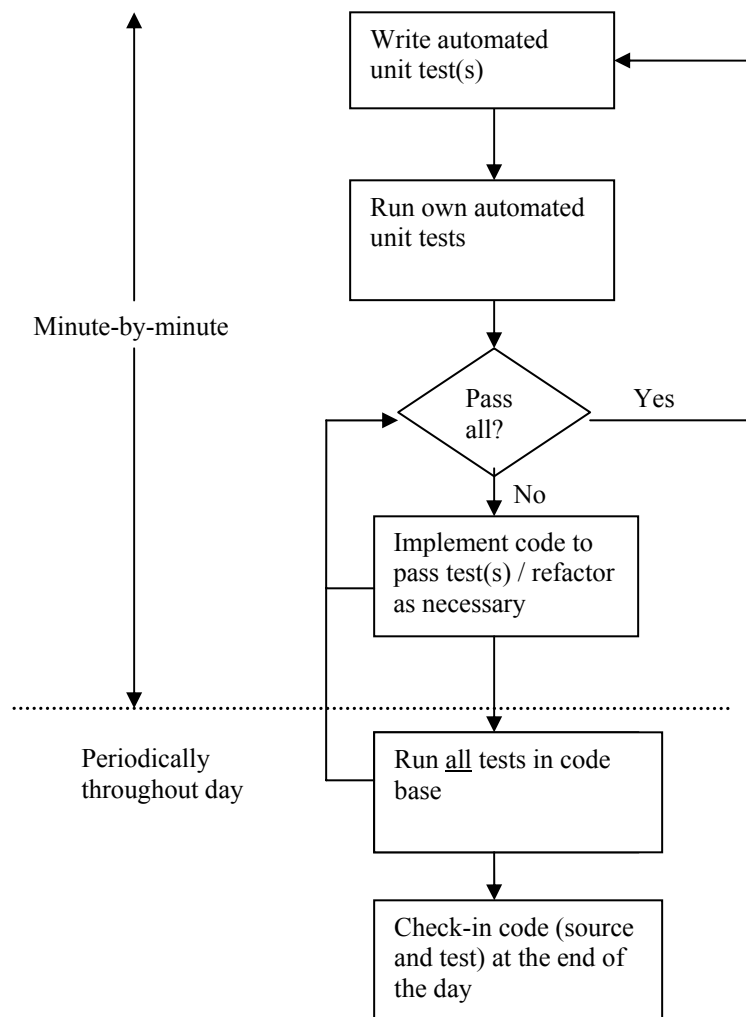 Write automated
unit test(s)
Run own automated
unit tests
Minute-by-minute
Pass
all?
Yes
No
Implement code to
pass test(s) / refactor
as necessary
Periodically
throughout day
Run all tests in code
base
Check-in code (source
and test) at the end of
the day